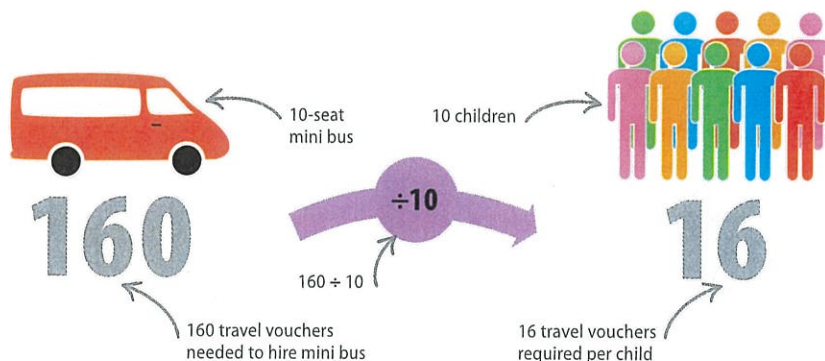 10-seat
mini bus
10 children
÷10
160
16
160 ÷ 10
160 travel vouchers
needed to hire mini bus
16 travel vouchers
required per child